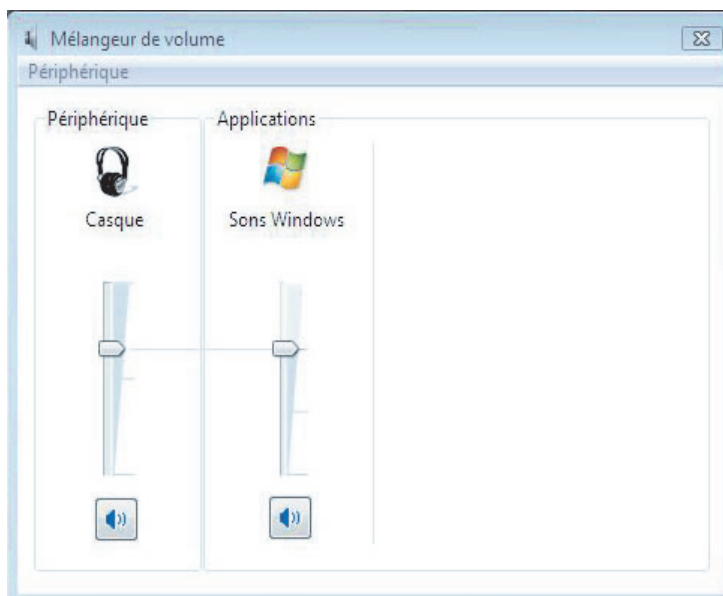 Mélangeur de volume
Périphérique
Périphérique
Applications
Casque
Sons Windows